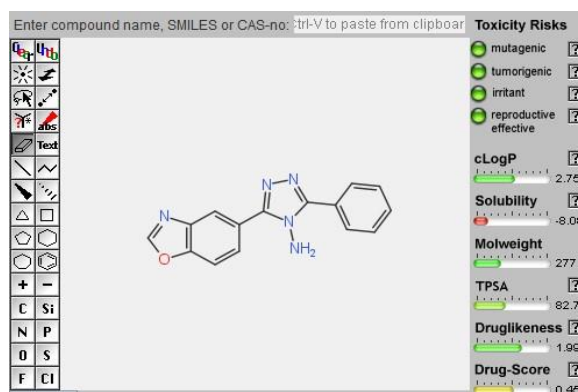 Enter compound name, SMILES or CAS-no: Ctrl-V to paste from clipboar
Toxicity Risks
mutagenic ?
tumorigenic ?
irritant ?
reproductive ?
effective
cLogP ?
2.75
Solubility ?
-8.08
Molweight ?
277
TPSA ?
82.7
Druglikeness ?
1.99
Drug-Score ?
0.45
abs
Text
+ −
C Si
N P
O S
F Cl
N N
N N
NH2
O